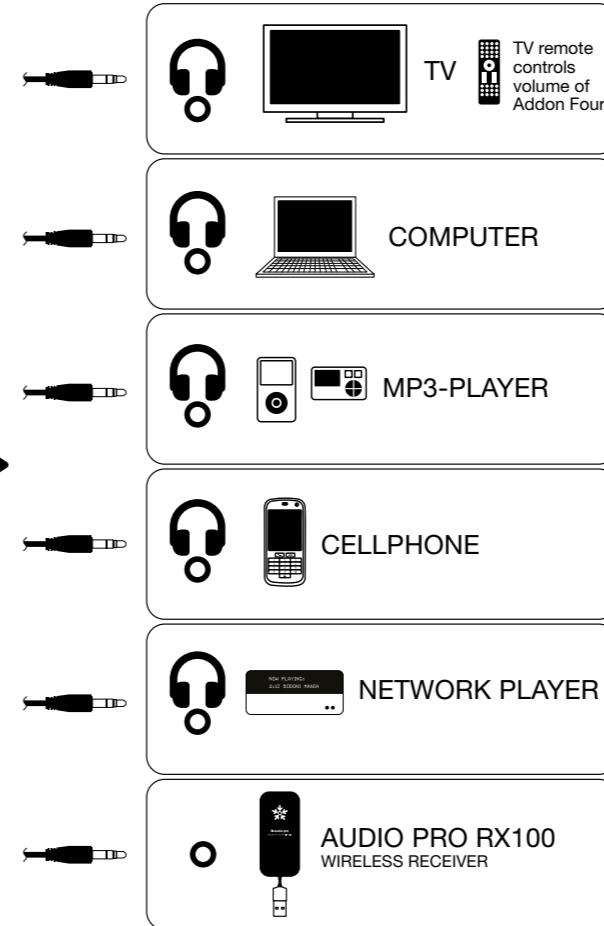 TV
TV remote
controls
volume of
Addon Four
COMPUTER
MP3-PLAYER
CELLPHONE
NOW PLAYING:
NETWORK PLAYER
AUDIO PRO RX100
WIRELESS RECEIVER